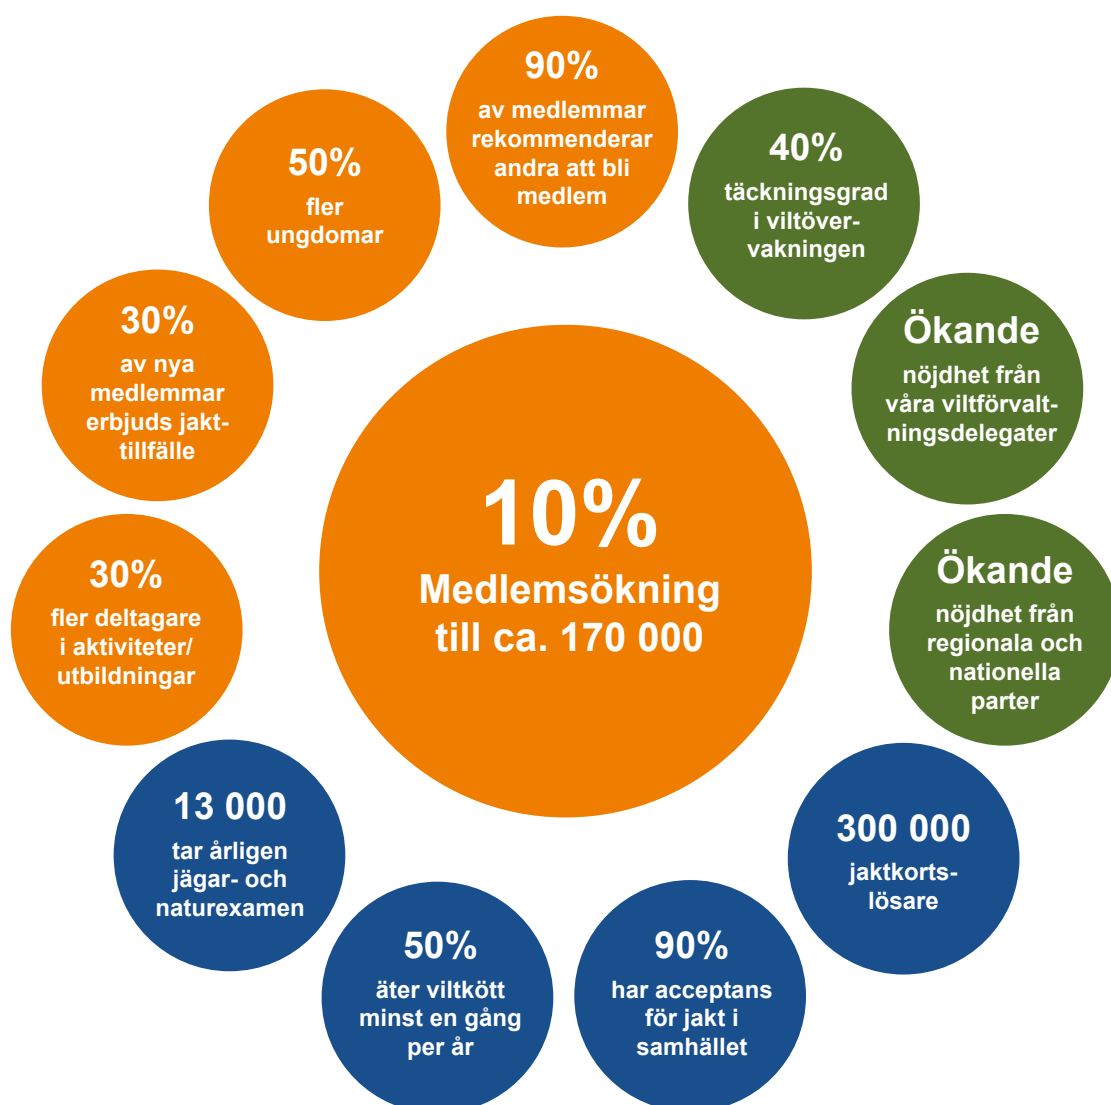 90%
av medlemmar
rekommenderar
andra att bli
medlem
40%
täckningsgrad
i viltöver-
vakningen
Ökande
nöjdhet från
våra viltförvalt-
ningsdelegater
Ökande
nöjdhet från
regionala och
nationella
parter
300 000
jaktkorts-
lösare
90%
har acceptans
för jakt i
samhället
50%
äter viltkött
minst en gång
per år
13 000
tar årligen
jägar- och
naturexamen
30%
fler deltagare
i aktiviteter/
utbildningar
30%
av nya
medlemmar
erbjuds jakt-
tillfälle
50%
fler
ungdomar
10%
Medlemsökning
till ca. 170 000